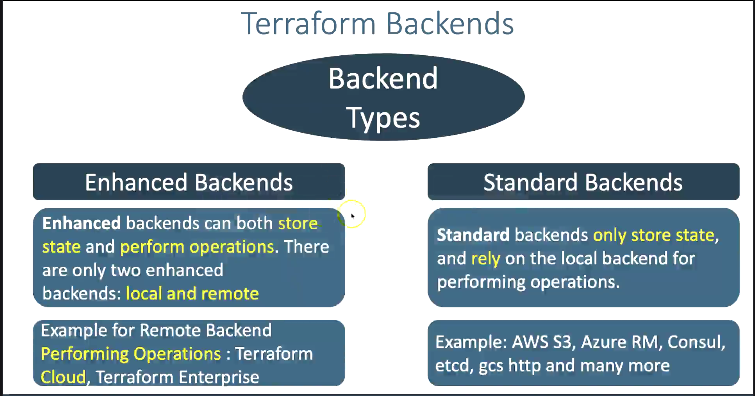 Terraform Backends
Backend
Types
Enhanced Backends
Enhanced backends can both store
state and perform operations. There
are only two enhanced
backends: local and remote
Example for Remote Backend
Performing Operations : Terraform
Cloud, Terraform Enterprise
Standard Backends
Standard backends only store state,
and rely on the local backend for
performing operations.
Example: AWS S3, Azure RM, Consul,
etcd, gcs http and many more